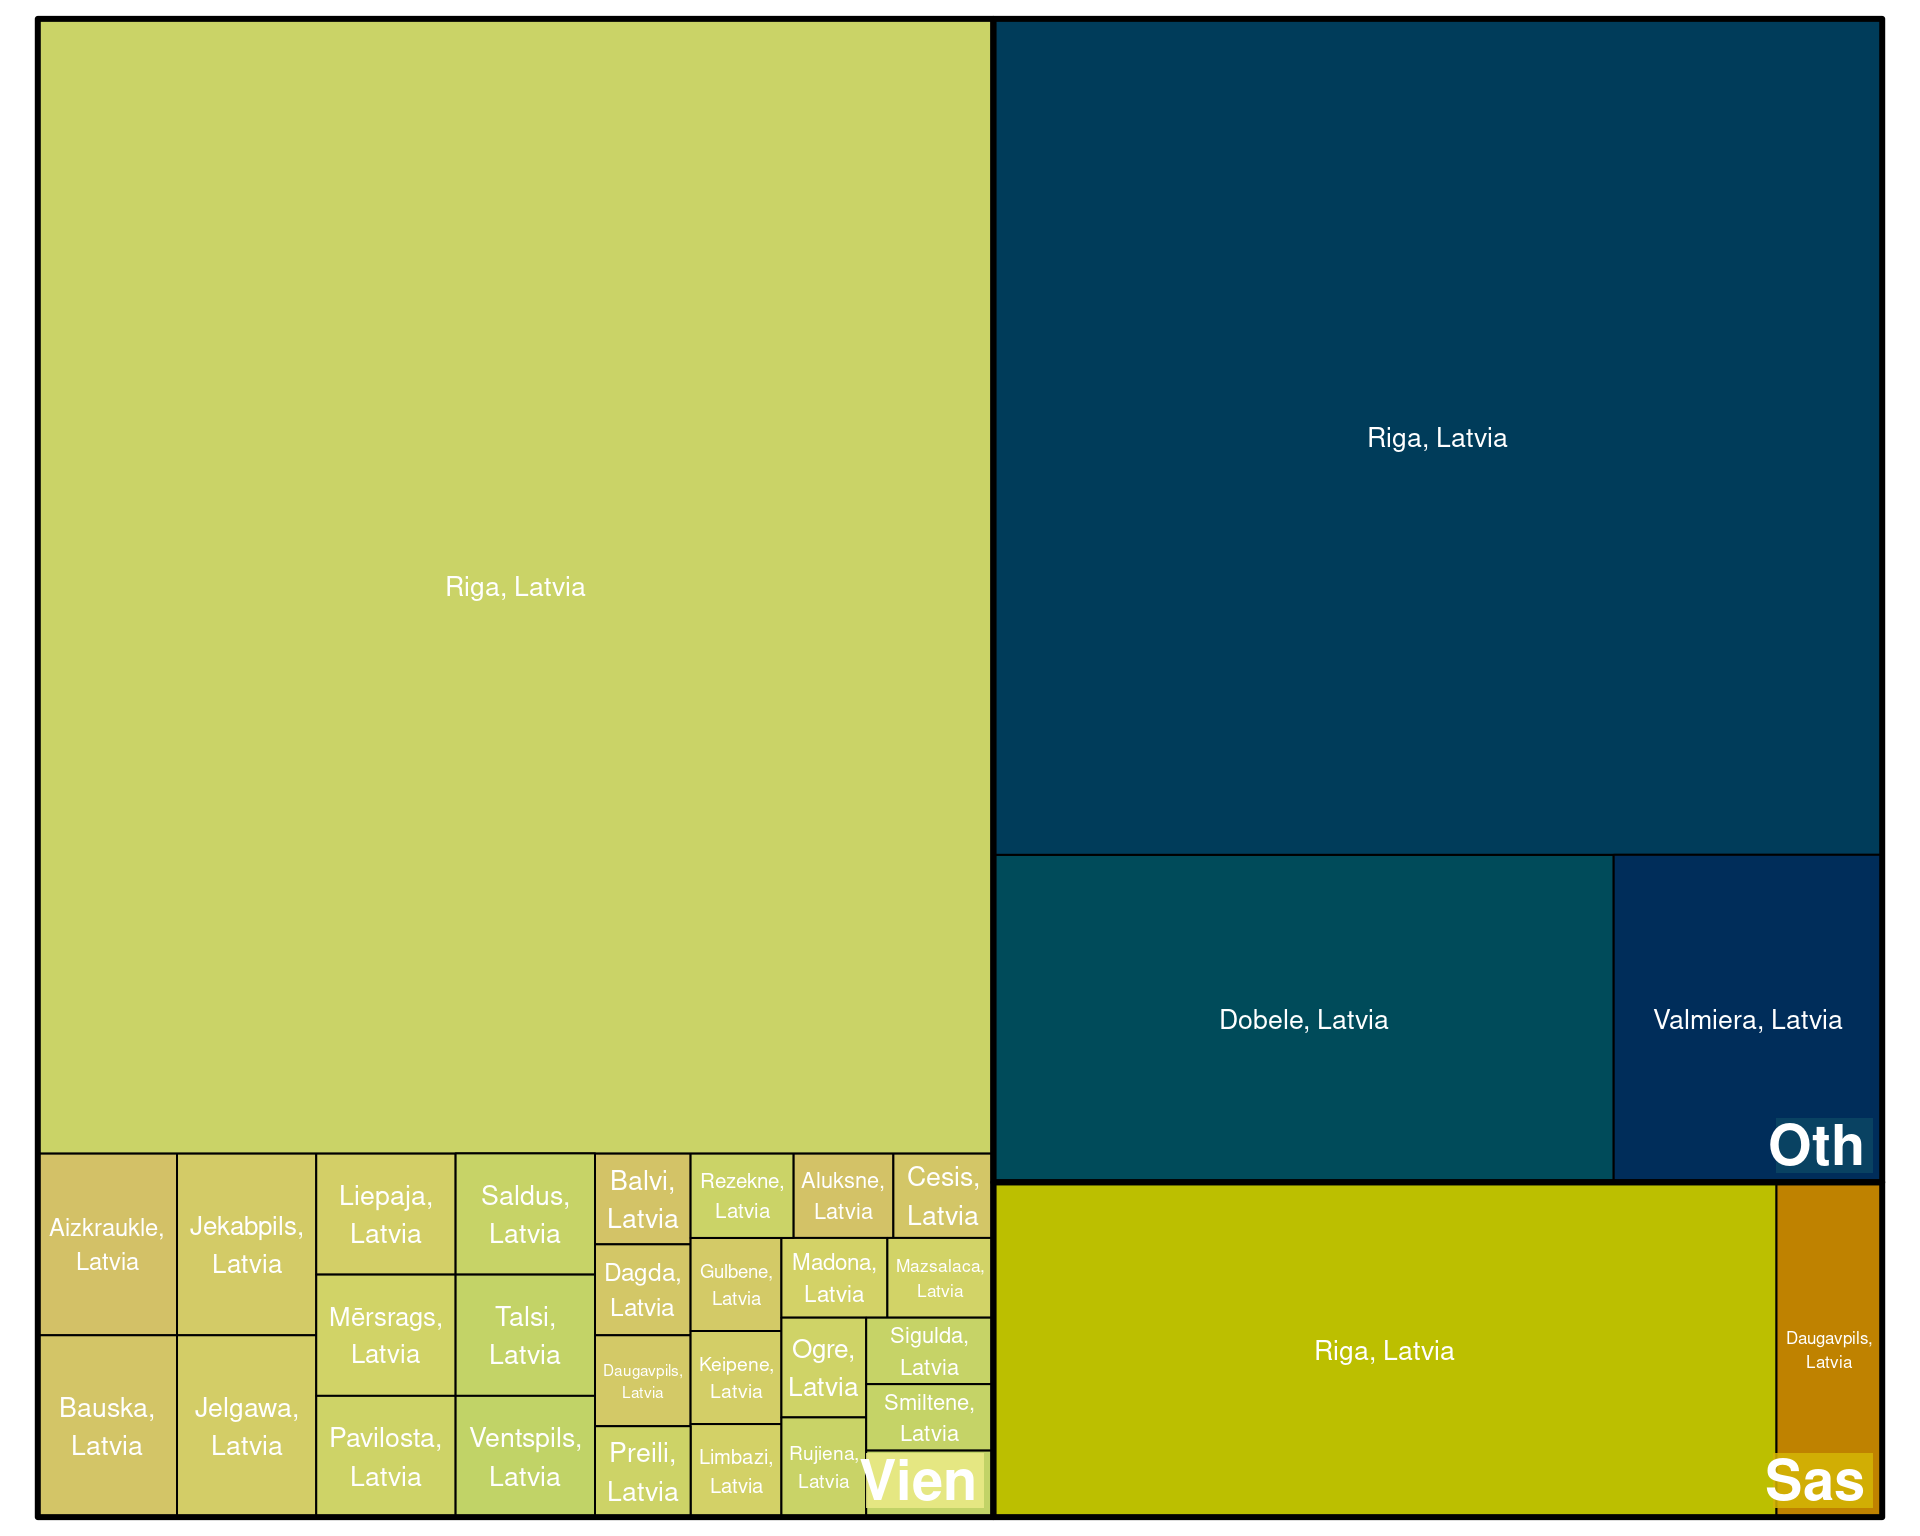 Riga, Latvia
Aizkraukle,
Latvia
Bauska,
Latvia
Jekabpils,
Latvia
Jelgawa,
Latvia
Liepaja,
Latvia
Mērsrags,
Latvia
Pavilosta,
Latvia
Saldus,
Latvia
Talsi,
Latvia
Ventspils,
Latvia
Balvi,
Latvia
Dagda,
Latvia
Daugavpils,
Latvia
Preili,
Latvia
Rezekne,
Latvia
Aluksne,
Latvia
Cesis,
Latvia
Gulbene,
Latvia
Keipene,
Latvia
Limbazi,
Latvia
Madona,
Latvia
Mazsalaca,
Latvia
Ogre,
Latvia
Rujiena,
Latvia
Sigulda,
Latvia
Smiltene,
Latvia
Vien
Riga, Latvia
Dobele, Latvia
Valmiera, Latvia
Oth
Riga, Latvia
Daugavpils,
Latvia
Sas